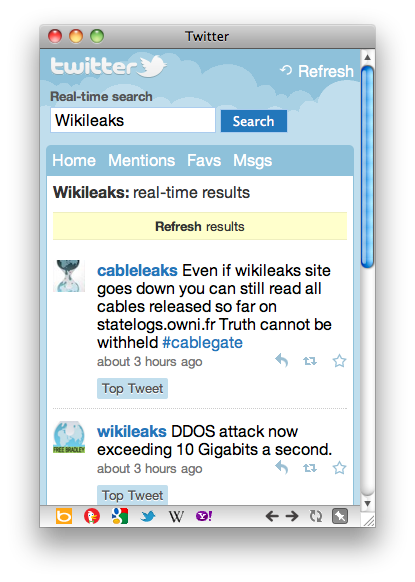 Twitter
twitter
Refresh
Real-time search
Wikileaks
Search
Home Mentions Favs Msgs
Wikileaks: real-time results
Refresh results
cableleaks Even if wikileaks site
goes down you can still read all
cables released so far on
statelogs.owni.fr Truth cannot be
withheld #cablegate
about 3 hours ago
Top Tweet
wikileaks DDOS attack now
exceeding 10 Gigabits a second.
FREE BRADLEY
about 3 hours ago
Top Tweet
b g W Y!